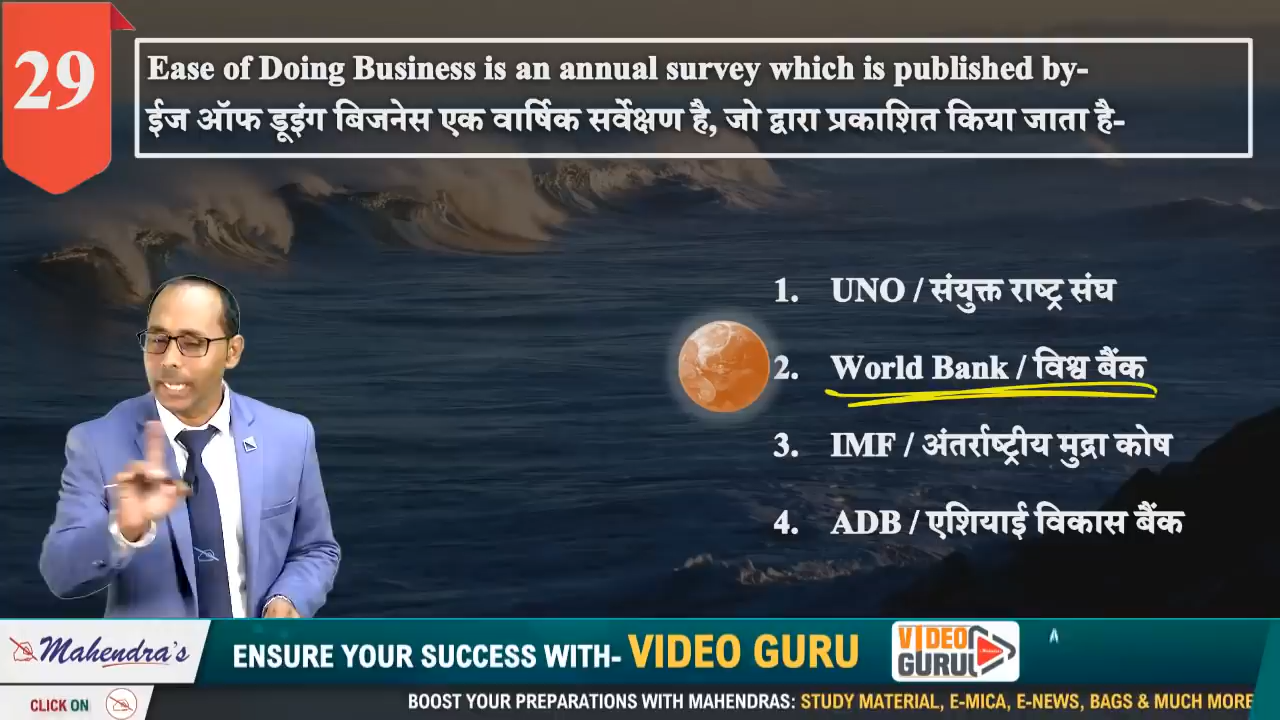 29
Ease of Doing Business is an annual survey which is published by-
ईज ऑफ डूइंग बिजनेस एक वार्षिक सर्वेक्षण है, जो द्वारा प्रकाशित किया जाता है-
1. UNO / संयुक्त राष्ट्र संघ
2. World Bank / विश्व बैंक
3. IMF / अंतर्राष्ट्रीय मुद्रा कोष
4. ADB / एशियाई विकास बैंक
Mahendra's
ENSURE YOUR SUCCESS WITH- VIDEO GURU
VIDEO
GURU
A
CLICK ON
BOOST YOUR PREPARATIONS WITH MAHENDRAS: STUDY MATERIAL, E-MICA, E-NEWS, BAGS & MUCH MORE